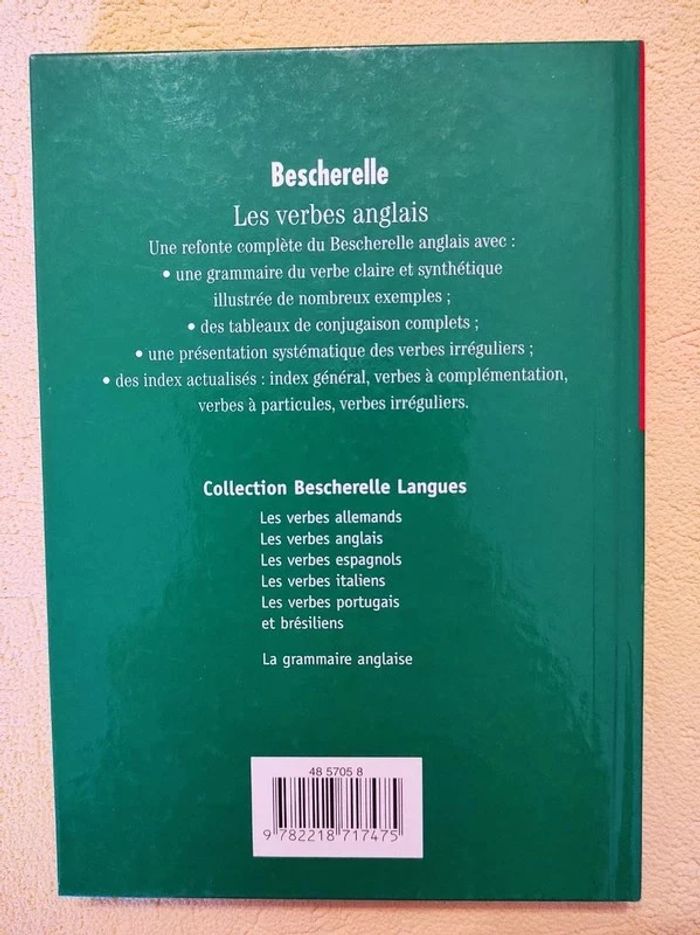 Bescherelle
Les verbes anglais
Une refonte complète du Bescherelle anglais avec :
• une grammaire du verbe claire et synthétique
illustrée de nombreux exemples ;
• des tableaux de conjugaison complets ;
• une présentation systématique des verbes irréguliers ;
• des index actualisés : index général, verbes à complémentation,
verbes à particules, verbes irréguliers.
Collection Bescherelle Langues
Les verbes allemands
Les verbes anglais
Les verbes espagnols
Les verbes italiens
Les verbes portugais
et brésiliens
La grammaire anglaise
48 5705 8
9 782218 717475